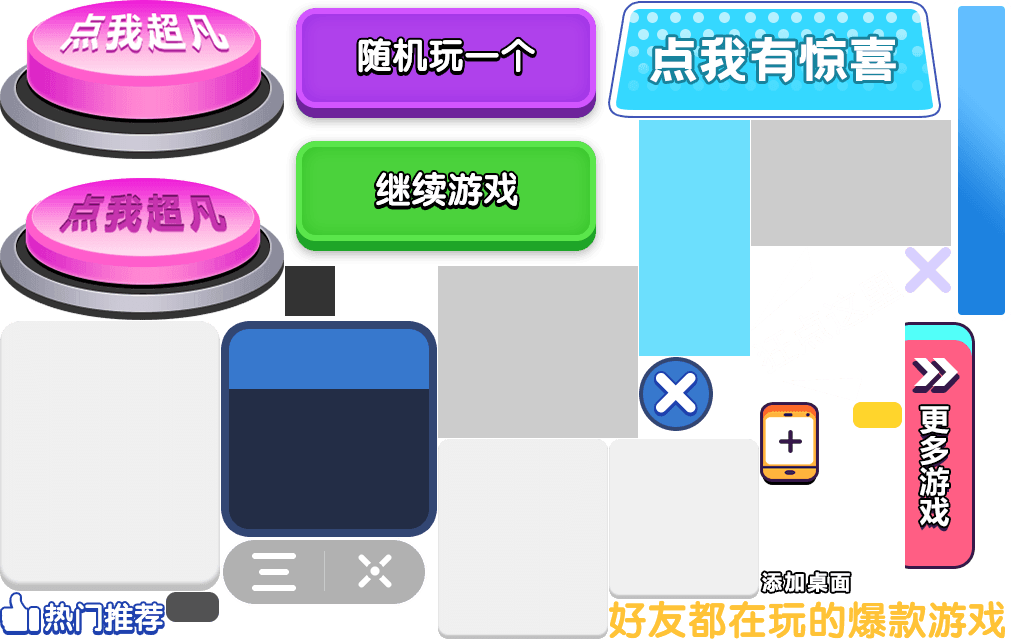 点我超凡
随机玩一个
点我有惊喜
点我超凡
继续游戏
更多游戏
添加桌面
热门推荐
好友都在玩的爆款游戏